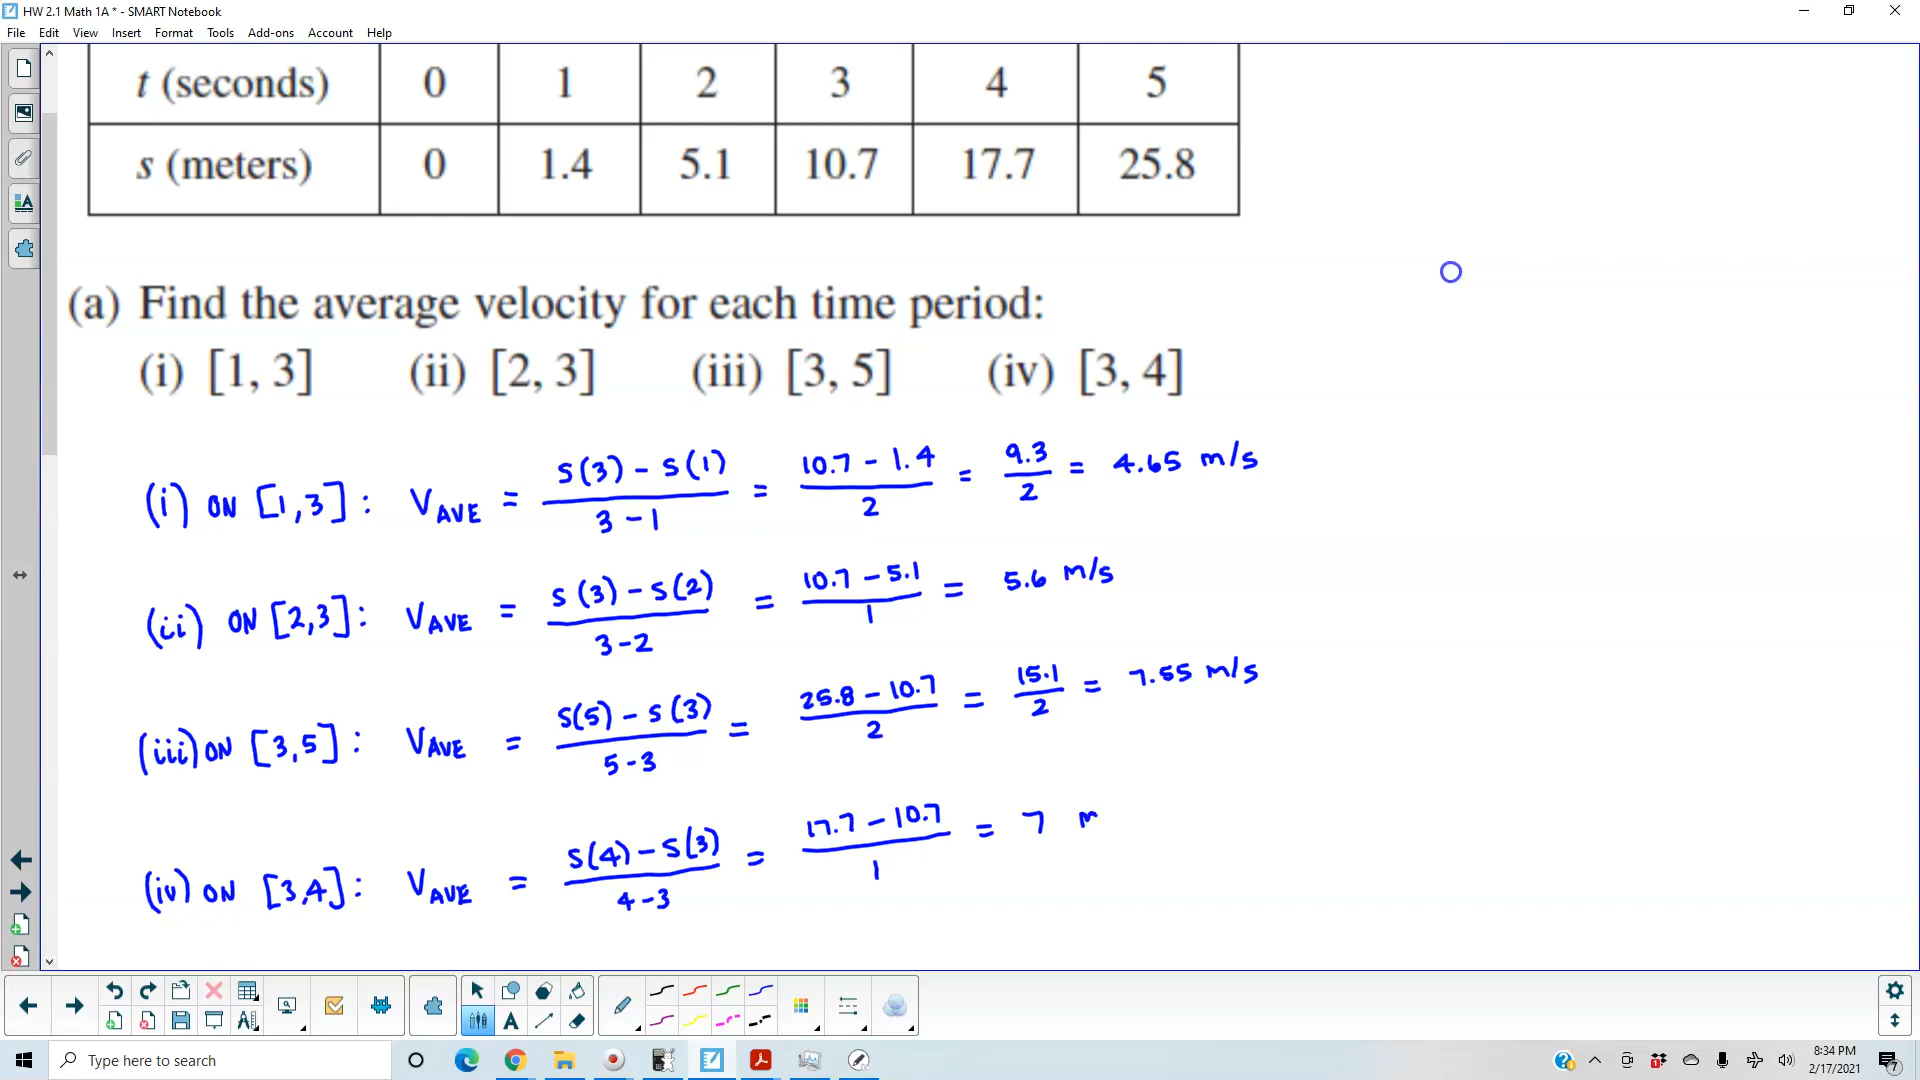 HW 2.1 Math 1A * - SMART Notebook
File Edit View Insert Format Tools Add-ons Account Help
t (seconds) 0 1 2 3 4 5
s (meters) 0 1.4 5.1 10.7 17.7 25.8
(a) Find the average velocity for each time period:
(i) [1, 3] (ii) [2, 3] (iii) [3, 5] (iv) [3, 4]
(i) ON [1,3]: VAVE = S(3) - S(1) / 3 - 1 = 10.7 - 1.4 / 2 = 9.3 / 2 = 4.65 m/s
(ii) ON [2,3]: VAVE = S(3) - S(2) / 3 - 2 = 10.7 - 5.1 / 1 = 5.6 m/s
(iii) ON [3,5]: VAVE = S(5) - S(3) / 5 - 3 = 25.8 - 10.7 / 2 = 15.1 / 2 = 7.55 m/s
(iv) ON [3,4]: VAVE = S(4) - S(3) / 4 - 3 = 17.7 - 10.7 / 1 = 7 m
Type here to search
8:34 PM
2/17/2021
7